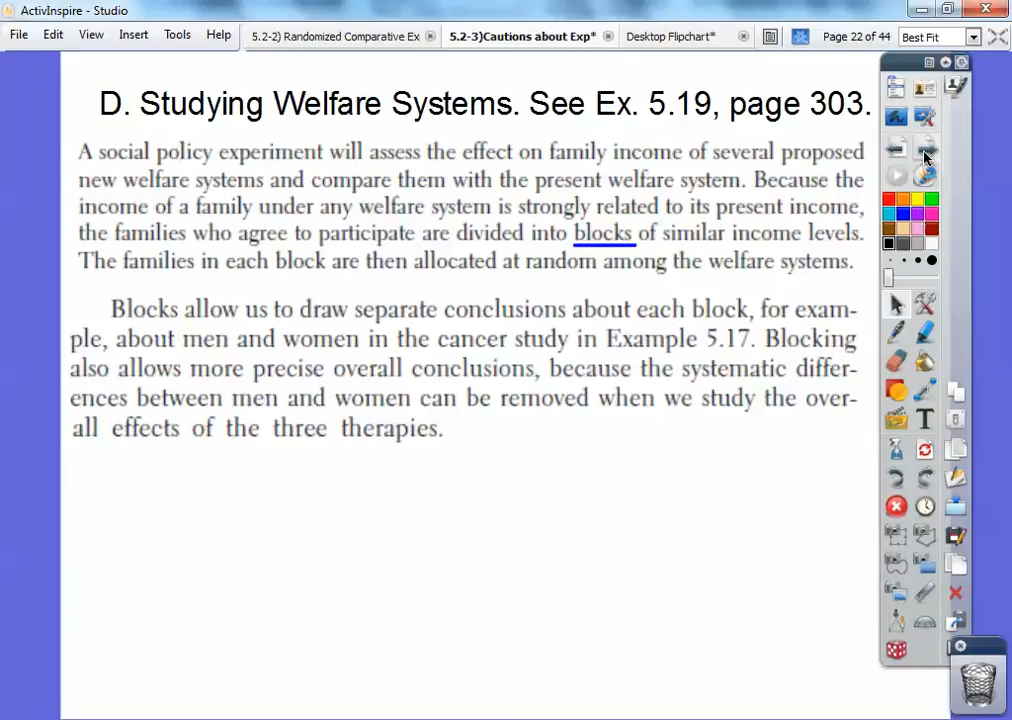 ActivInspire - Studio
File Edit View Insert Tools Help 5.2-2) Randomized Comparative Ex 5.2-3)Cautions about Exp* Desktop Flipchart* Page 22 of 44 Best Fit
D. Studying Welfare Systems. See Ex. 5.19, page 303.
A social policy experiment will assess the effect on family income of several proposed
new welfare systems and compare them with the present welfare system. Because the
income of a family under any welfare system is strongly related to its present income,
the families who agree to participate are divided into blocks of similar income levels.
The families in each block are then allocated at random among the welfare systems.
Blocks allow us to draw separate conclusions about each block, for exam-
ple, about men and women in the cancer study in Example 5.17. Blocking
also allows more precise overall conclusions, because the systematic differ-
ences between men and women can be removed when we study the over-
all effects of the three therapies.